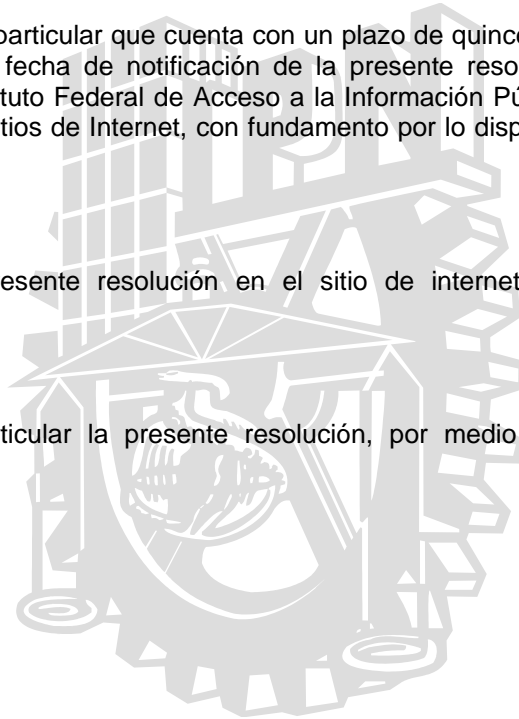 particular que cuenta con un plazo de quince
fecha de notificación de la presente reso
tuto Federal de Acceso a la Información Pú
tios de Internet, con fundamento por lo disp
esente resolución en el sitio de internet
ticular la presente resolución, por medio
IPN